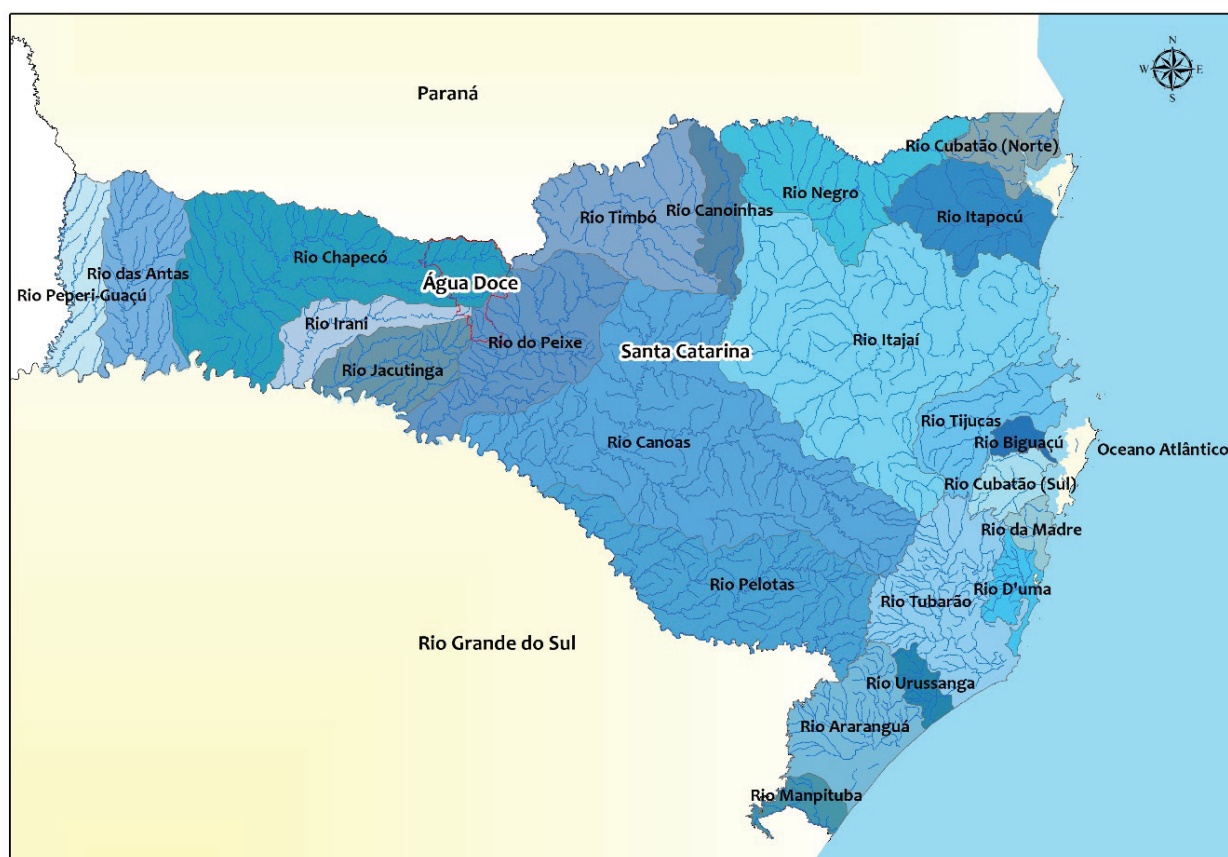 N
W
E
S
Paraná
Rio Cubatão (Norte)
Rio Negro
Rio Timbó
Rio Canoinhas
Rio Itapocú
Rio Chapecó
Rio das Antas
Água Doce
Rio Peperi-Guaçú
Rio Irani
Rio do Peixe
Rio Itajaí
Santa Catarina
Rio Jacutinga
Rio Tijucas
Rio Canoas
Rio Biguaçú
Oceano Atlântico
Rio Cubatão (Sul)
Rio da Madre
Rio Pelotas
Rio D'uma
Rio Tubarão
Rio Grande do Sul
Rio Urussanga
Rio Araranguá
Rio Manpituba